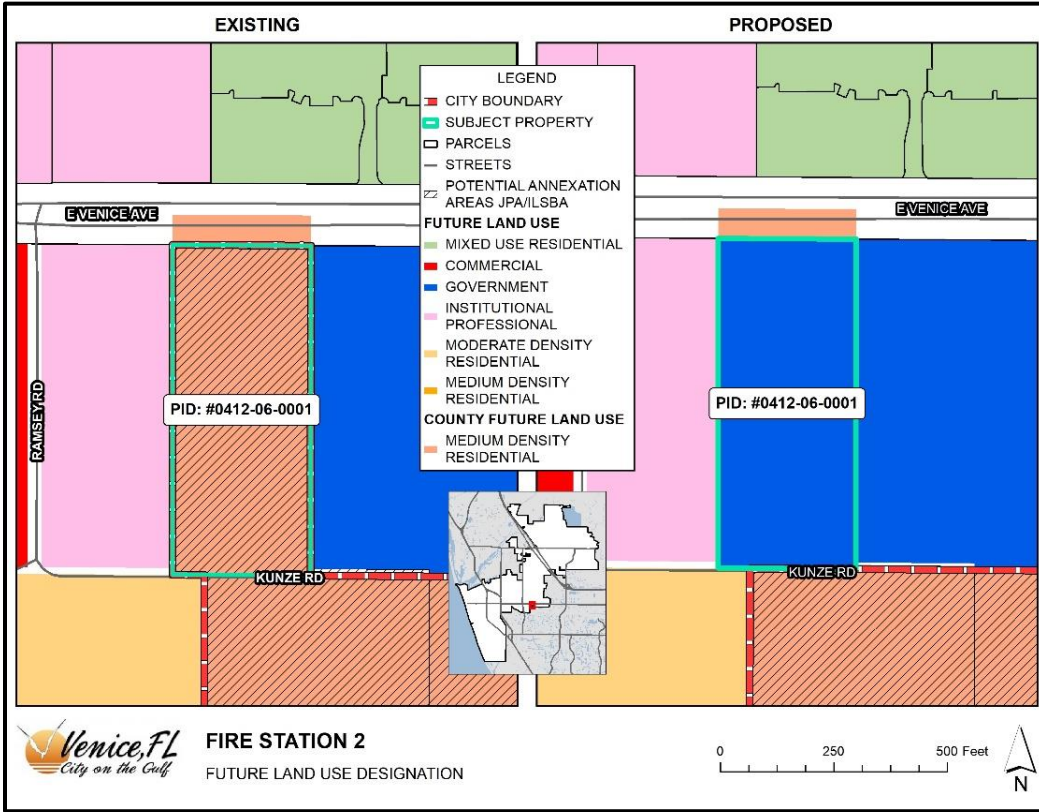 EXISTING
PROPOSED
LEGEND
CITY BOUNDARY
SUBJECT PROPERTY
PARCELS
STREETS
POTENTIAL ANNEXATION
AREAS JPA/ILSBA
FUTURE LAND USE
MIXED USE RESIDENTIAL
COMMERCIAL
GOVERNMENT
INSTITUTIONAL
PROFESSIONAL
MODERATE DENSITY
RESIDENTIAL
MEDIUM DENSITY
RESIDENTIAL
COUNTY FUTURE LAND USE
MEDIUM DENSITY
RESIDENTIAL
E VENICE AVE
E VENICE AVE
RAMSEY RD
PID: #0412-06-0001
PID: #0412-06-0001
KUNZE RD
KUNZE RD
Venice, FL
City on the Gulf
FIRE STATION 2
FUTURE LAND USE DESIGNATION
0 250 500 Feet
N